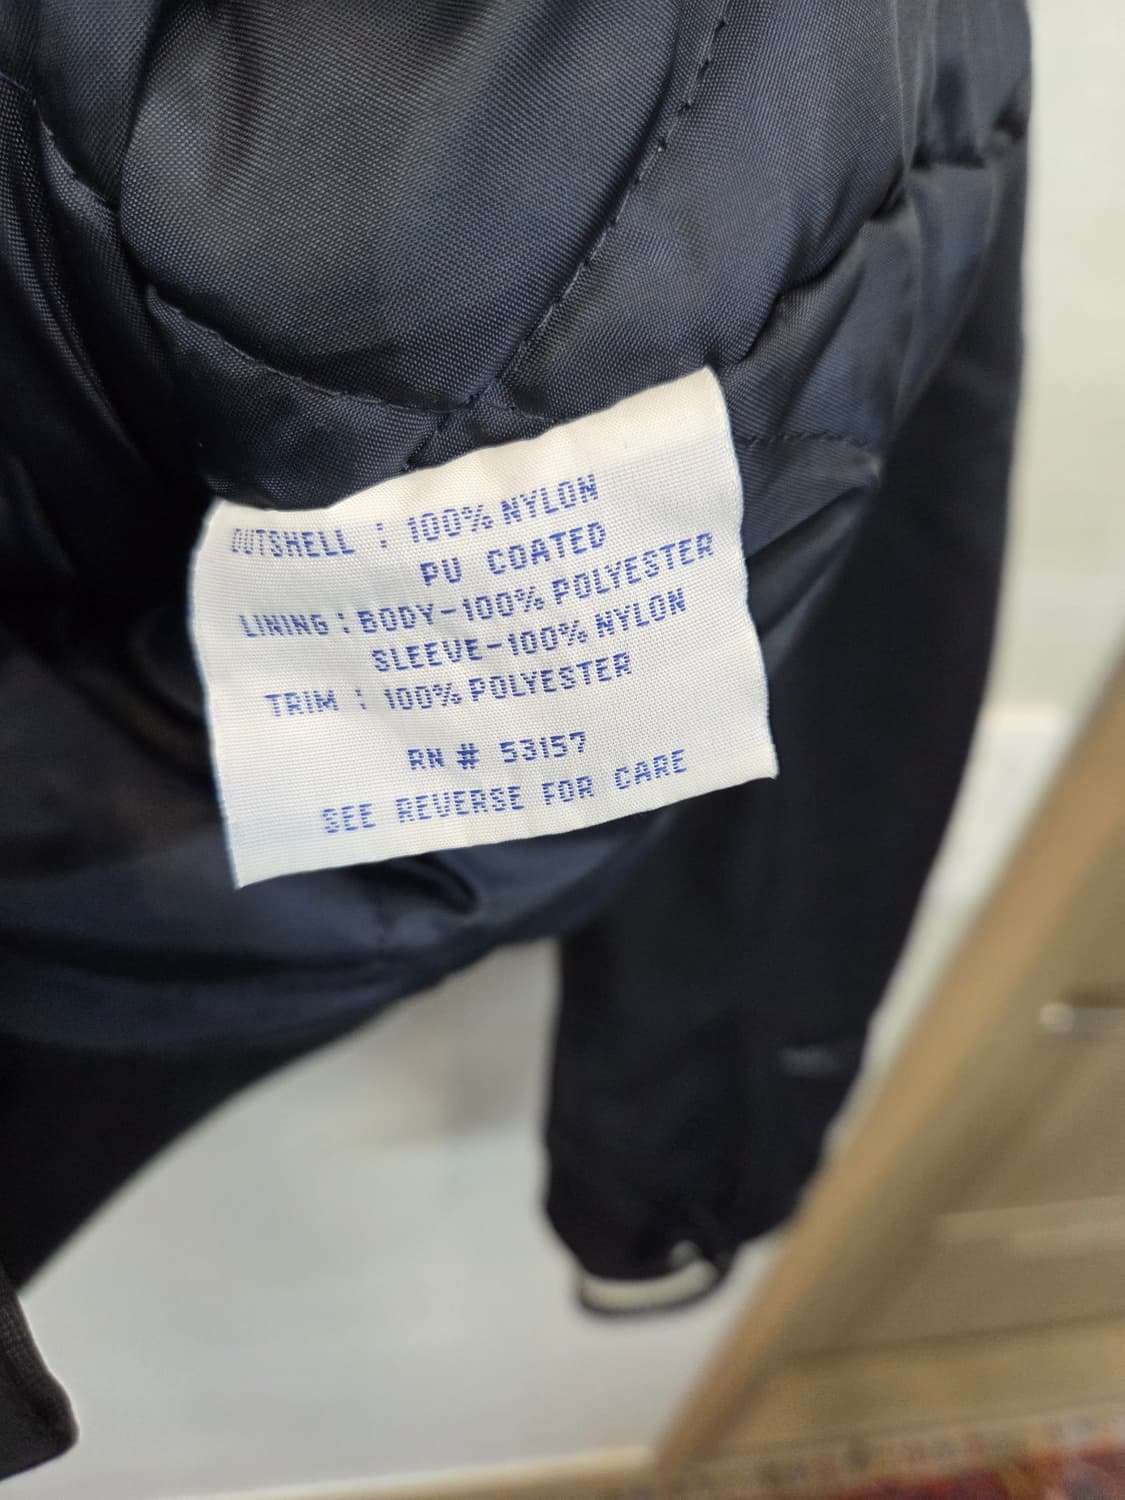 OUTSHELL : 100% NYLON
PU COATED
LINING : BODY-100% POLYESTER
SLEEVE-100% NYLON
TRIM : 100% POLYESTER
RN # 53157
SEE REVERSE FOR CARE